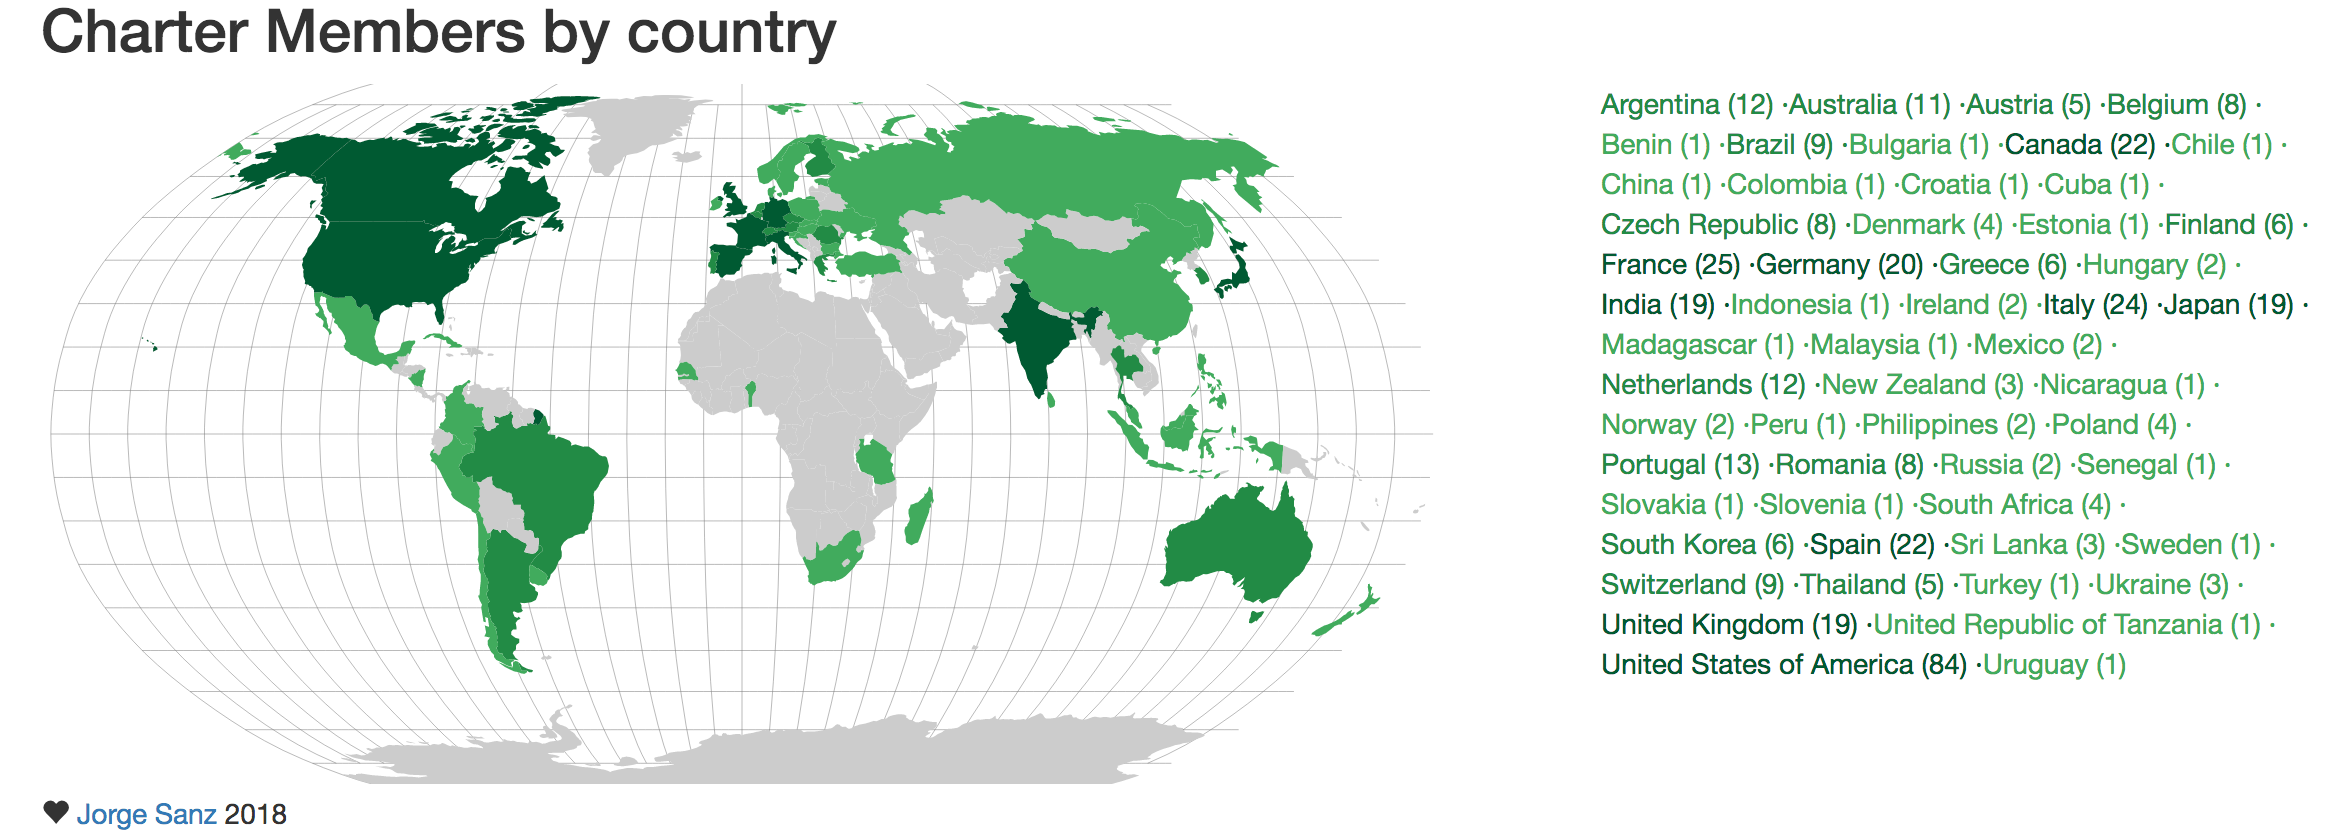 Charter Members by country
Argentina (12) ·Australia (11) ·Austria (5) ·Belgium (8) ·
Benin (1) ·Brazil (9) ·Bulgaria (1) ·Canada (22) ·Chile (1) ·
China (1) ·Colombia (1) ·Croatia (1) ·Cuba (1) ·
Czech Republic (8) ·Denmark (4) ·Estonia (1) ·Finland (6) ·
France (25) ·Germany (20) ·Greece (6) ·Hungary (2) ·
India (19) ·Indonesia (1) ·Ireland (2) ·Italy (24) ·Japan (19) ·
Madagascar (1) ·Malaysia (1) ·Mexico (2) ·
Netherlands (12) ·New Zealand (3) ·Nicaragua (1) ·
Norway (2) ·Peru (1) ·Philippines (2) ·Poland (4) ·
Portugal (13) ·Romania (8) ·Russia (2) ·Senegal (1) ·
Slovakia (1) ·Slovenia (1) ·South Africa (4) ·
South Korea (6) ·Spain (22) ·Sri Lanka (3) ·Sweden (1) ·
Switzerland (9) ·Thailand (5) ·Turkey (1) ·Ukraine (3) ·
United Kingdom (19) ·United Republic of Tanzania (1) ·
United States of America (84) ·Uruguay (1)
♥ Jorge Sanz 2018